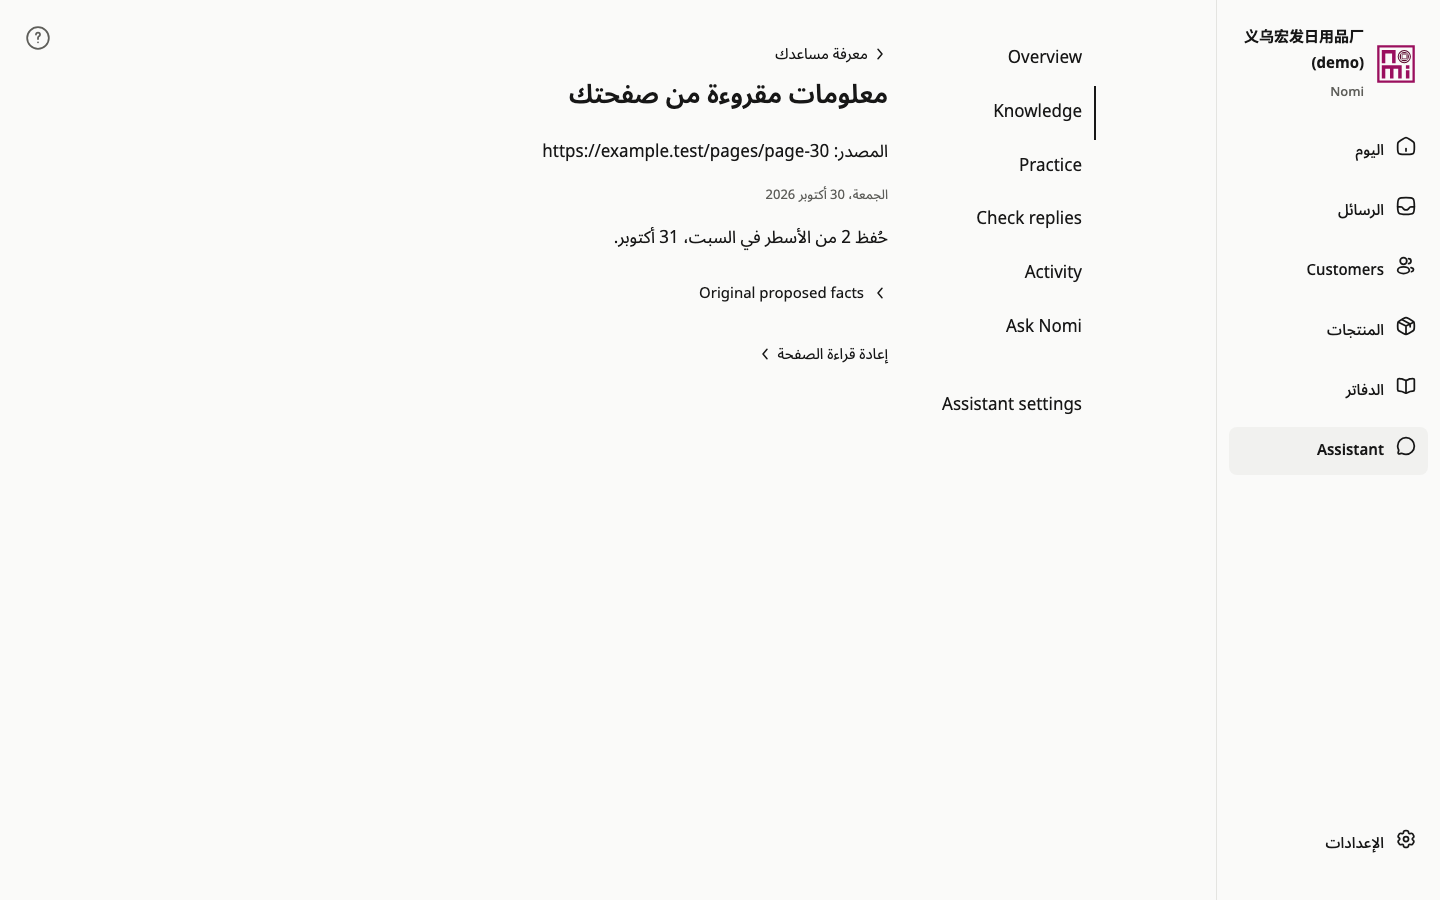 义乌宏发日用品厂
(demo)
Nomi
اليوم
الرسائل
Customers
المنتجات
الدفاتر
Assistant
الإعدادات
Overview
Knowledge
Practice
Check replies
Activity
Ask Nomi
Assistant settings
معرفة مساعدك
معلومات مقروءة من صفحتك
المصدر: https://example.test/pages/page-30
الجمعة، 30 أكتوبر 2026
حُفظ 2 من الأسطر في السبت، 31 أكتوبر.
Original proposed facts
إعادة قراءة الصفحة